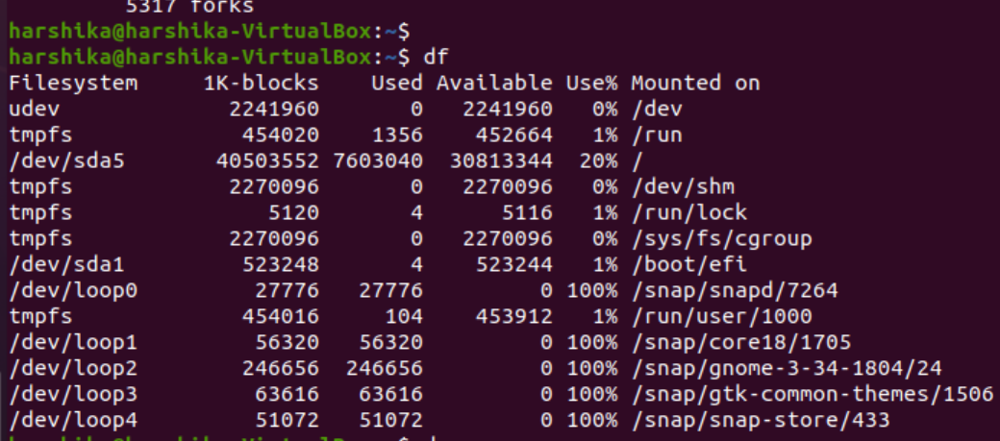 5317 forks
harshika@harshika-VirtualBox:~$
harshika@harshika-VirtualBox:~$ df
Filesystem 1K-blocks Used Available Use% Mounted on
udev 2241960 0 2241960 0% /dev
tmpfs 454020 1356 452664 1% /run
/dev/sda5 40503552 7603040 30813344 20% /
tmpfs 2270096 0 2270096 0% /dev/shm
tmpfs 5120 4 5116 1% /run/lock
tmpfs 2270096 0 2270096 0% /sys/fs/cgroup
/dev/sda1 523248 4 523244 1% /boot/efi
/dev/loop0 27776 27776 0 100% /snap/snapd/7264
tmpfs 454016 104 453912 1% /run/user/1000
/dev/loop1 56320 56320 0 100% /snap/core18/1705
/dev/loop2 246656 246656 0 100% /snap/gnome-3-34-1804/24
/dev/loop3 63616 63616 0 100% /snap/gtk-common-themes/1506
/dev/loop4 51072 51072 0 100% /snap/snap-store/433